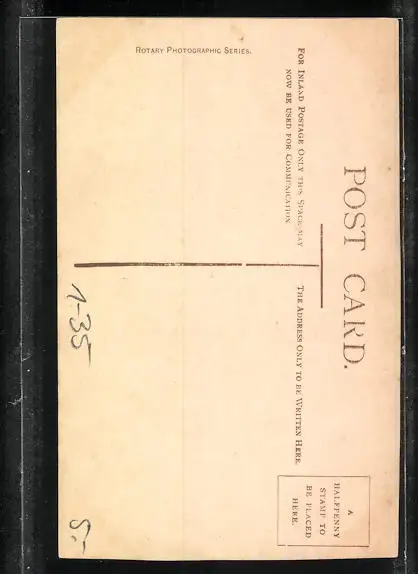 POST CARD.
FOR INLAND POSTAGE ONLY THIS SPACE MAY
NOW BE USED FOR COMMUNICATION
THE ADDRESS ONLY TO BE WRITTEN HERE.
A
HALFPENNY
STAMP TO
BE PLACED
HERE.
ROTARY PHOTOGRAPHIC SERIES.
1-35
5.-